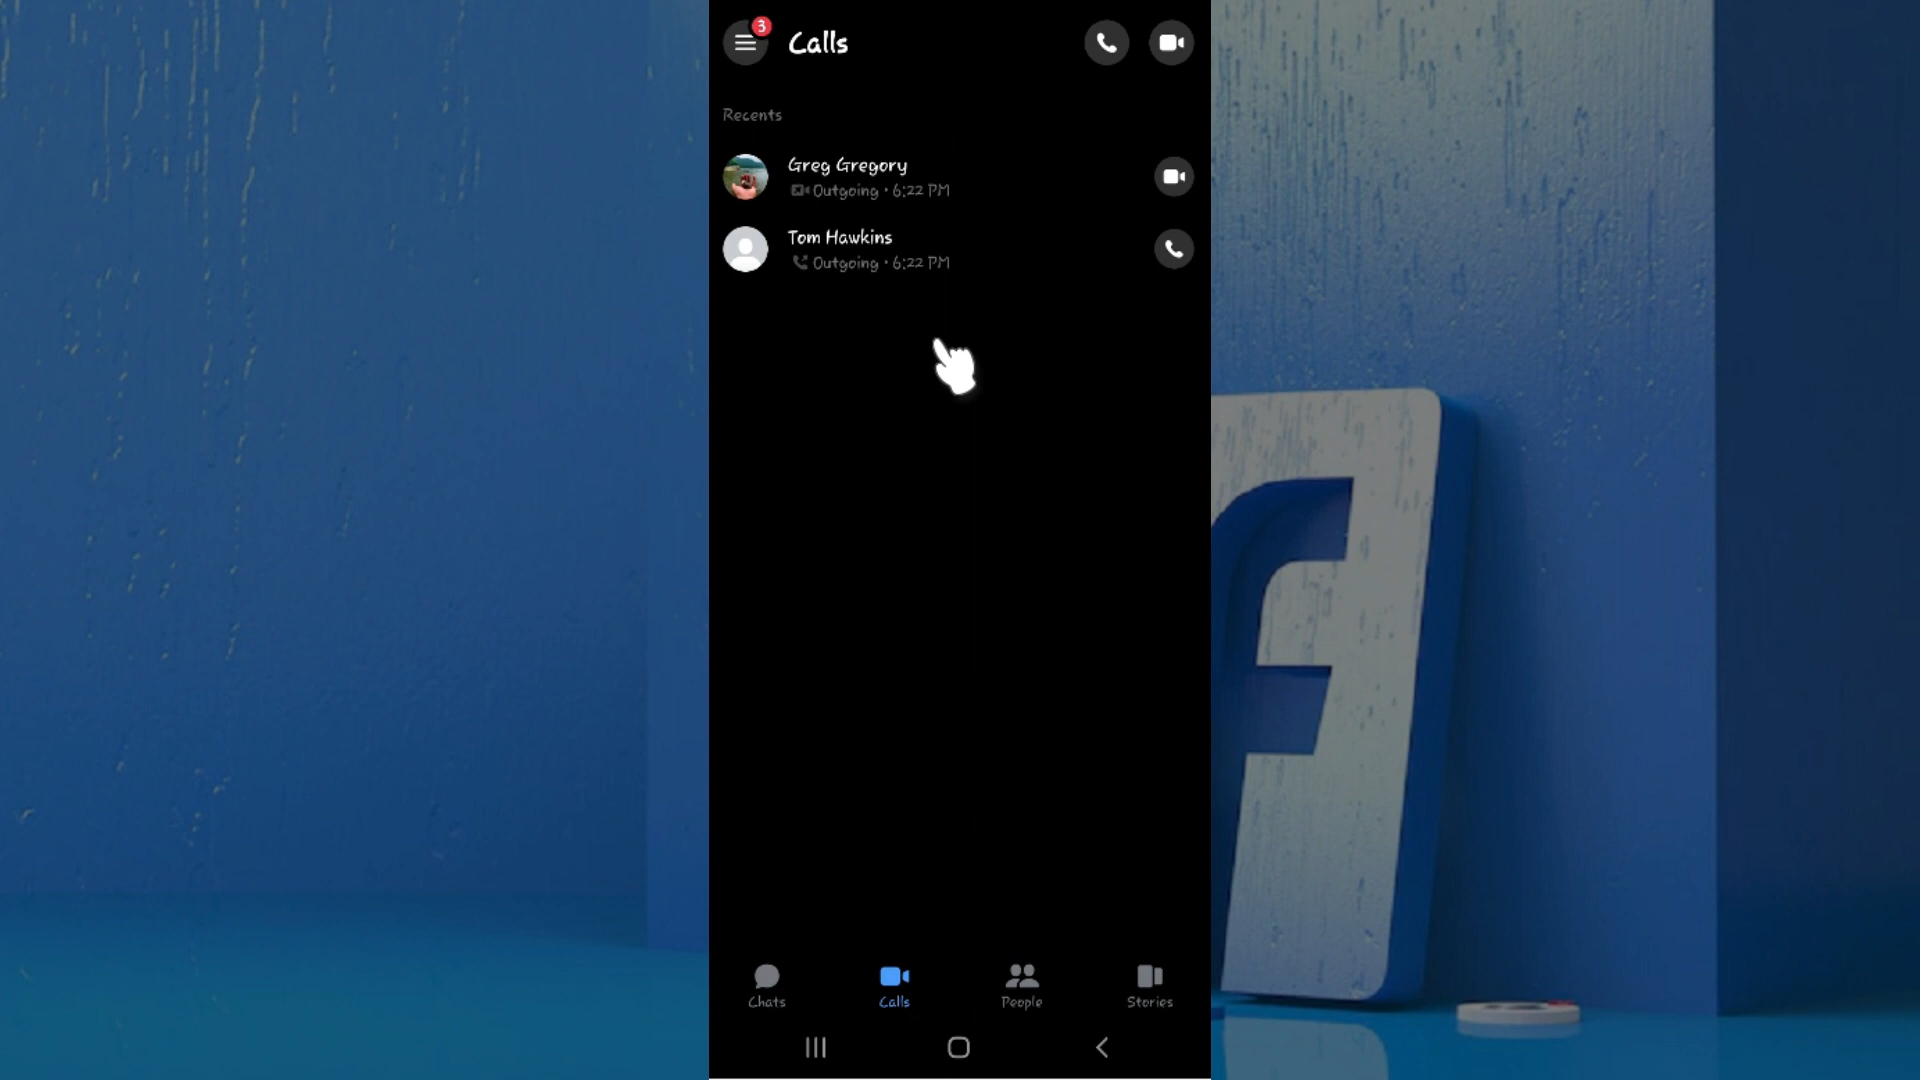 3
Calls
Recents
Greg Gregory
Outgoing • 6:22 PM
Tom Hawkins
Outgoing • 6:22 PM
Chats
Calls
People
Stories
f